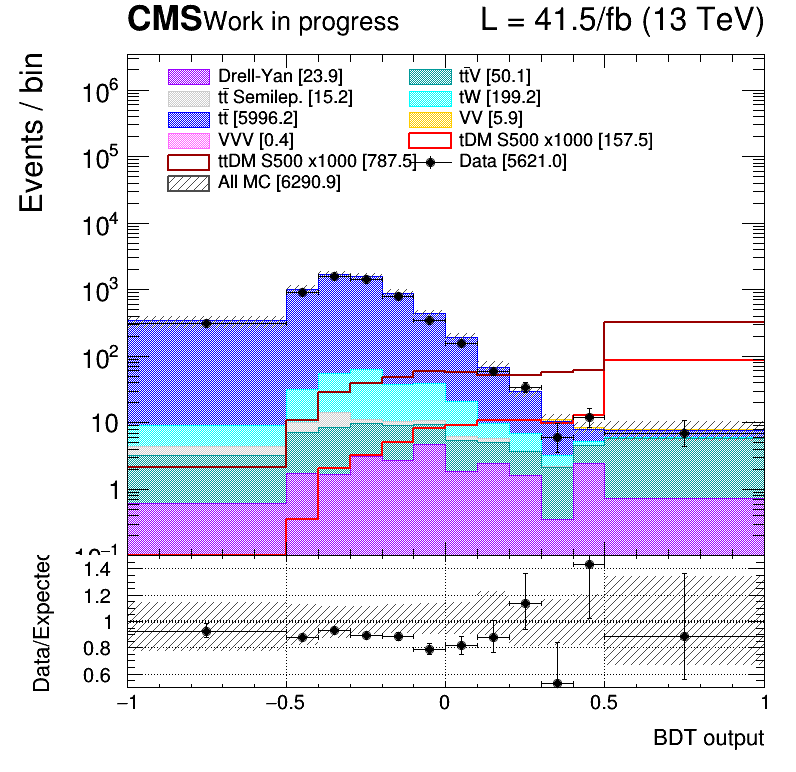 CMS Work in progress L = 41.5/fb (13 TeV)
Events / bin
Drell-Yan [23.9] tt̄V [50.1]
tt̄ Semilep. [15.2] tW [199.2]
tt̄ [5996.2] VV [5.9]
VVV [0.4] tDM S500 x1000 [157.5]
ttDM S500 x1000 [787.5] Data [5621.0]
All MC [6290.9]
10⁶
10⁵
10⁴
10³
10²
10
1
10⁻¹
Data/Expected
1.4
1.2
1
0.8
0.6
−1 −0.5 0 0.5 1
BDT output